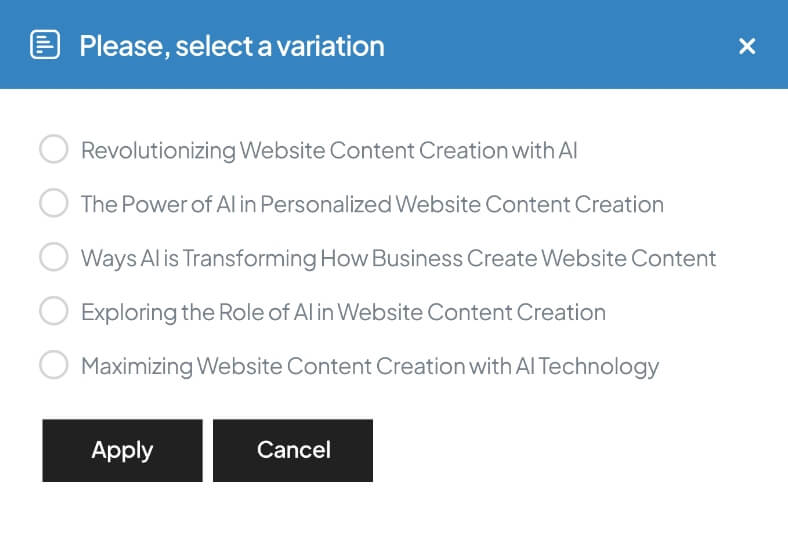 Please, select a variation
Revolutionizing Website Content Creation with AI
The Power of AI in Personalized Website Content Creation
Ways AI is Transforming How Business Create Website Content
Exploring the Role of AI in Website Content Creation
Maximizing Website Content Creation with AI Technology
Apply Cancel